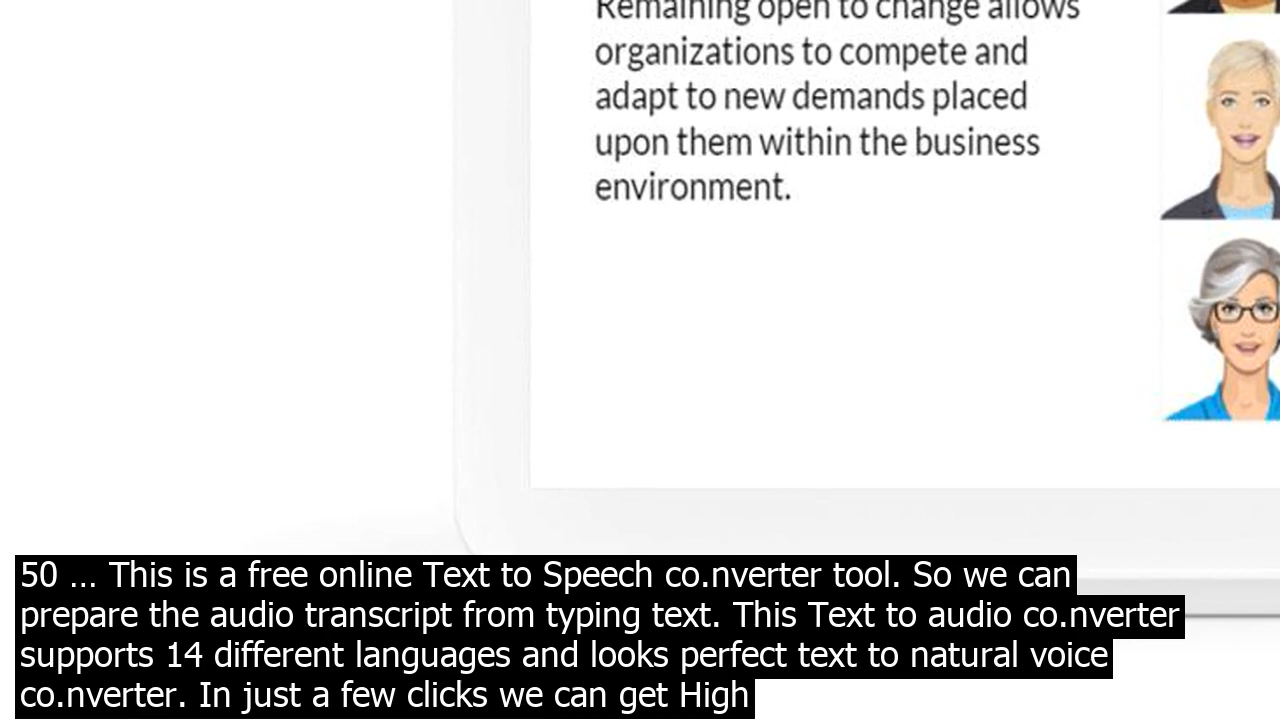 Remaining open to change allows
organizations to compete and
adapt to new demands placed
upon them within the business
environment.
50 ... This is a free online Text to Speech co.nverter tool. So we can
prepare the audio transcript from typing text. This Text to audio co.nverter
supports 14 different languages and looks perfect text to natural voice
co.nverter. In just a few clicks we can get High